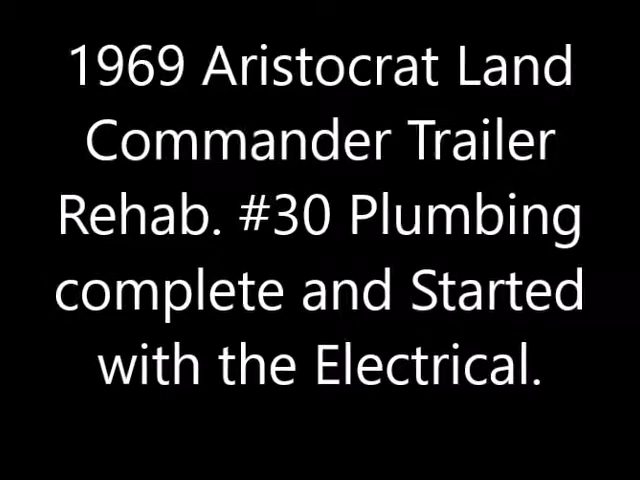 1969 Aristocrat Land
Commander Trailer
Rehab. #30 Plumbing
complete and Started
with the Electrical.